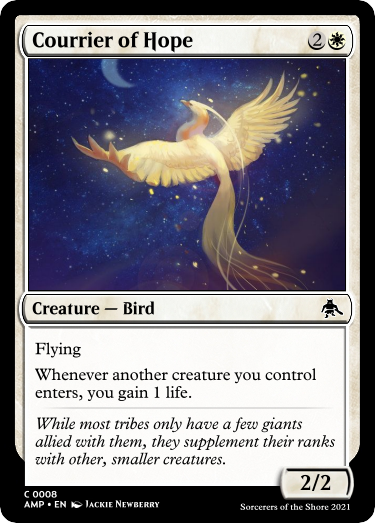 Courrier of Hope 2
Creature — Bird
Flying
Whenever another creature you control
enters, you gain 1 life.
While most tribes only have a few giants
allied with them, they supplement their ranks
with other, smaller creatures.
2/2
C 0008
AMP • EN Jackie Newberry
Sorcerers of the Shore 2021